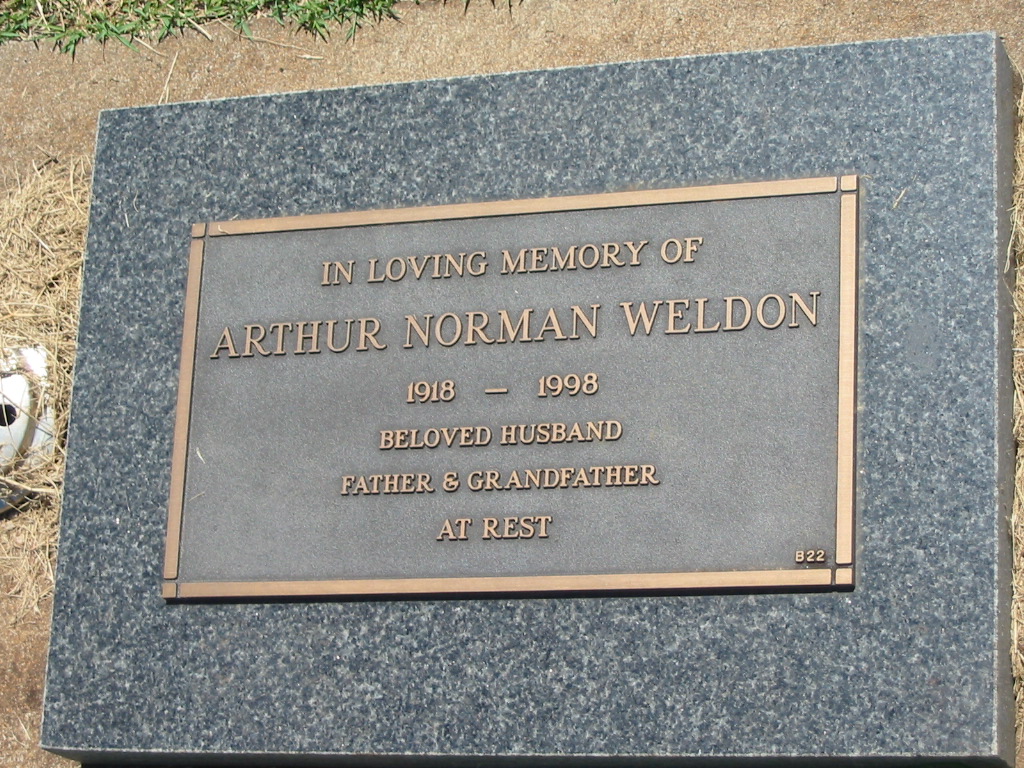 IN LOVING MEMORY OF
ARTHUR NORMAN WELDON
1918 — 1998
BELOVED HUSBAND
FATHER & GRANDFATHER
AT REST
B22